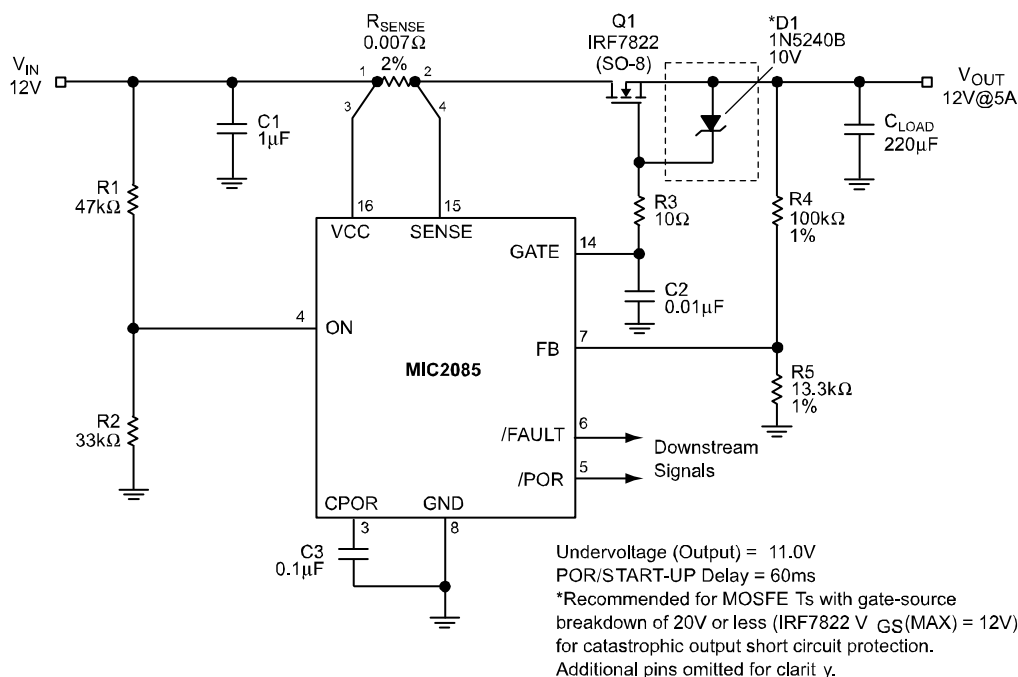 RSENSE
0.007Ω
2%
Q1
IRF7822
(SO-8)
*D1
1N5240B
10V
VIN
12V
1
2
3
4
VOUT
12V@5A
C1
1µF
CLOAD
220µF
R1
47kΩ
R3
10Ω
R4
100kΩ
1%
16
15
VCC
SENSE
GATE
14
C2
0.01µF
4
ON
FB
7
MIC2085
R5
13.3kΩ
1%
R2
33kΩ
/FAULT
6
Downstream
Signals
/POR
5
CPOR
GND
3
8
C3
0.1µF
Undervoltage (Output) = 11.0V
POR/START-UP Delay = 60ms
*Recommended for MOSFE Ts with gate-source
breakdown of 20V or less (IRF7822 V GS(MAX) = 12V)
for catastrophic output short circuit protection.
Additional pins omitted for clarit y.